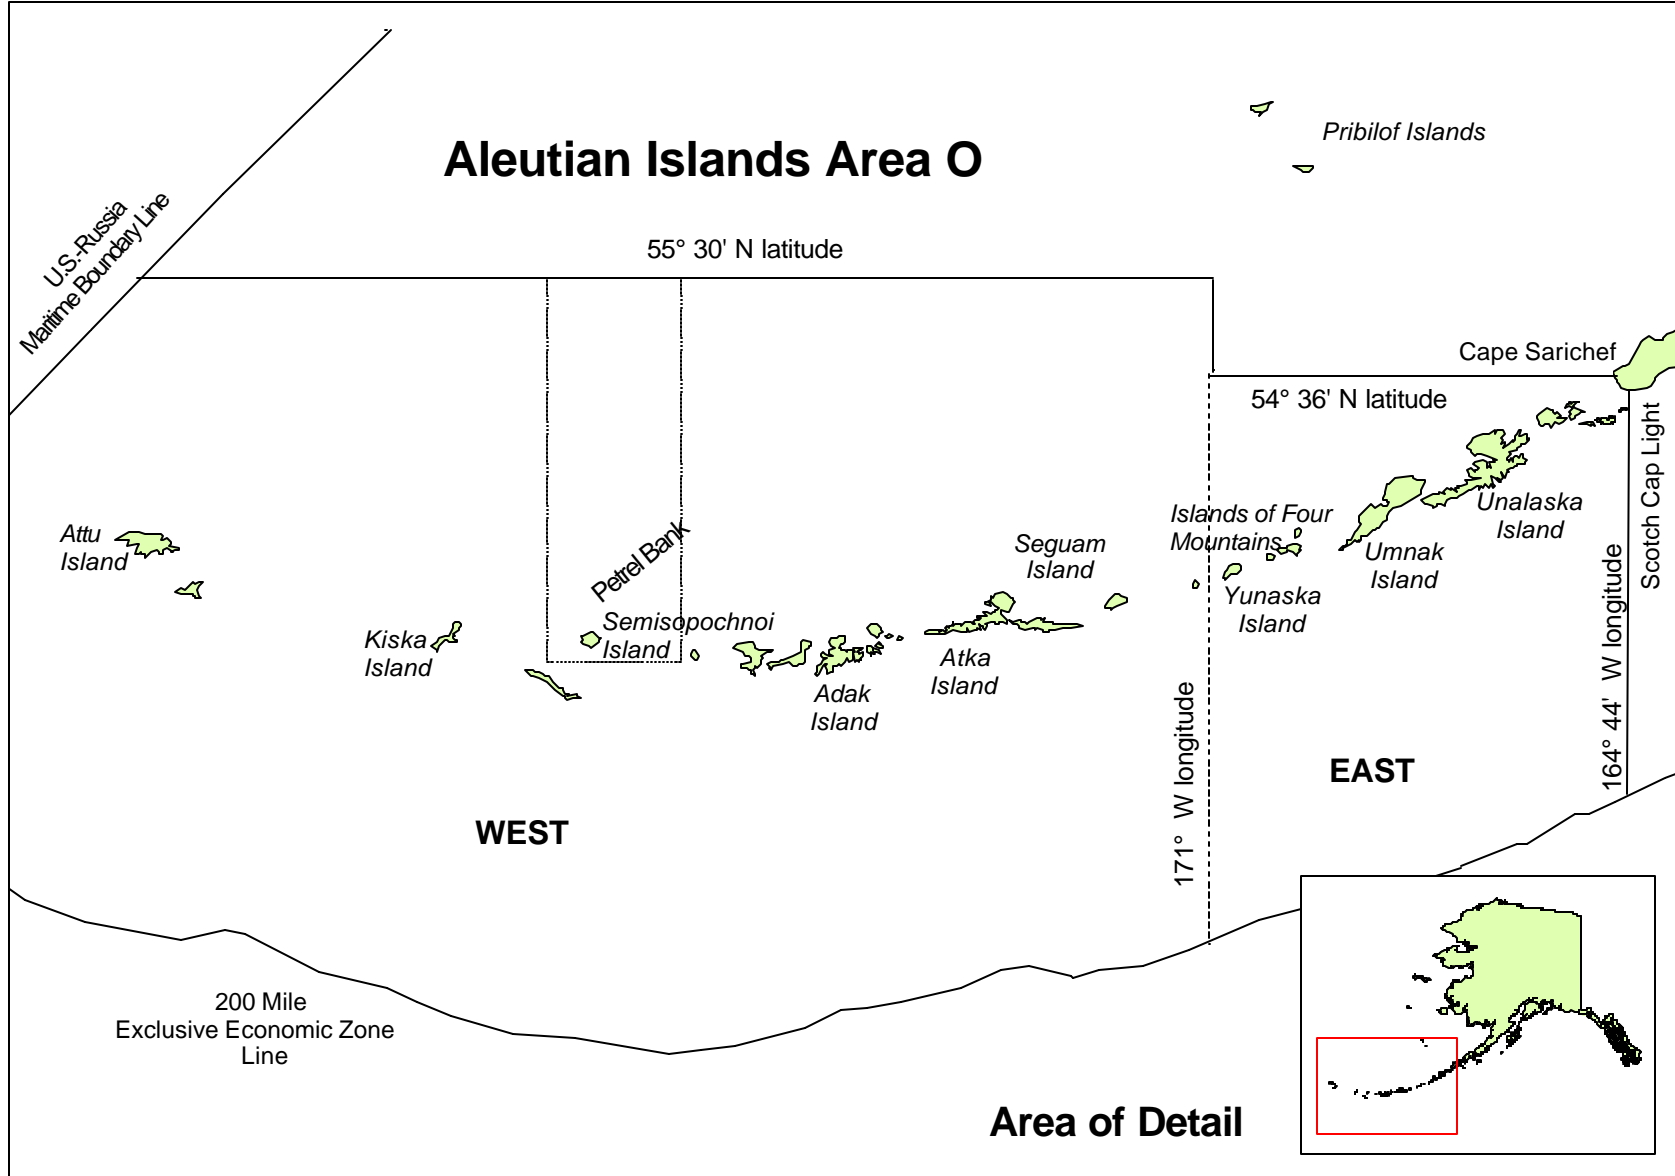 Pribilof Islands
Aleutian Islands Area O
U.S.-Russia
Maritime Boundary Line
55° 30' N latitude
Cape Sarichef
54° 36' N latitude
Scotch Cap Light
164° 44' W longitude
Attu
Island
Kiska
Island
Petrel Bank
Semisopochnoi
Island
Adak
Island
Atka
Island
Seguam
Island
Islands of Four
Mountains
Yunaska
Island
Umnak
Island
Unalaska
Island
171° W longitude
WEST
EAST
200 Mile
Exclusive Economic Zone
Line
Area of Detail